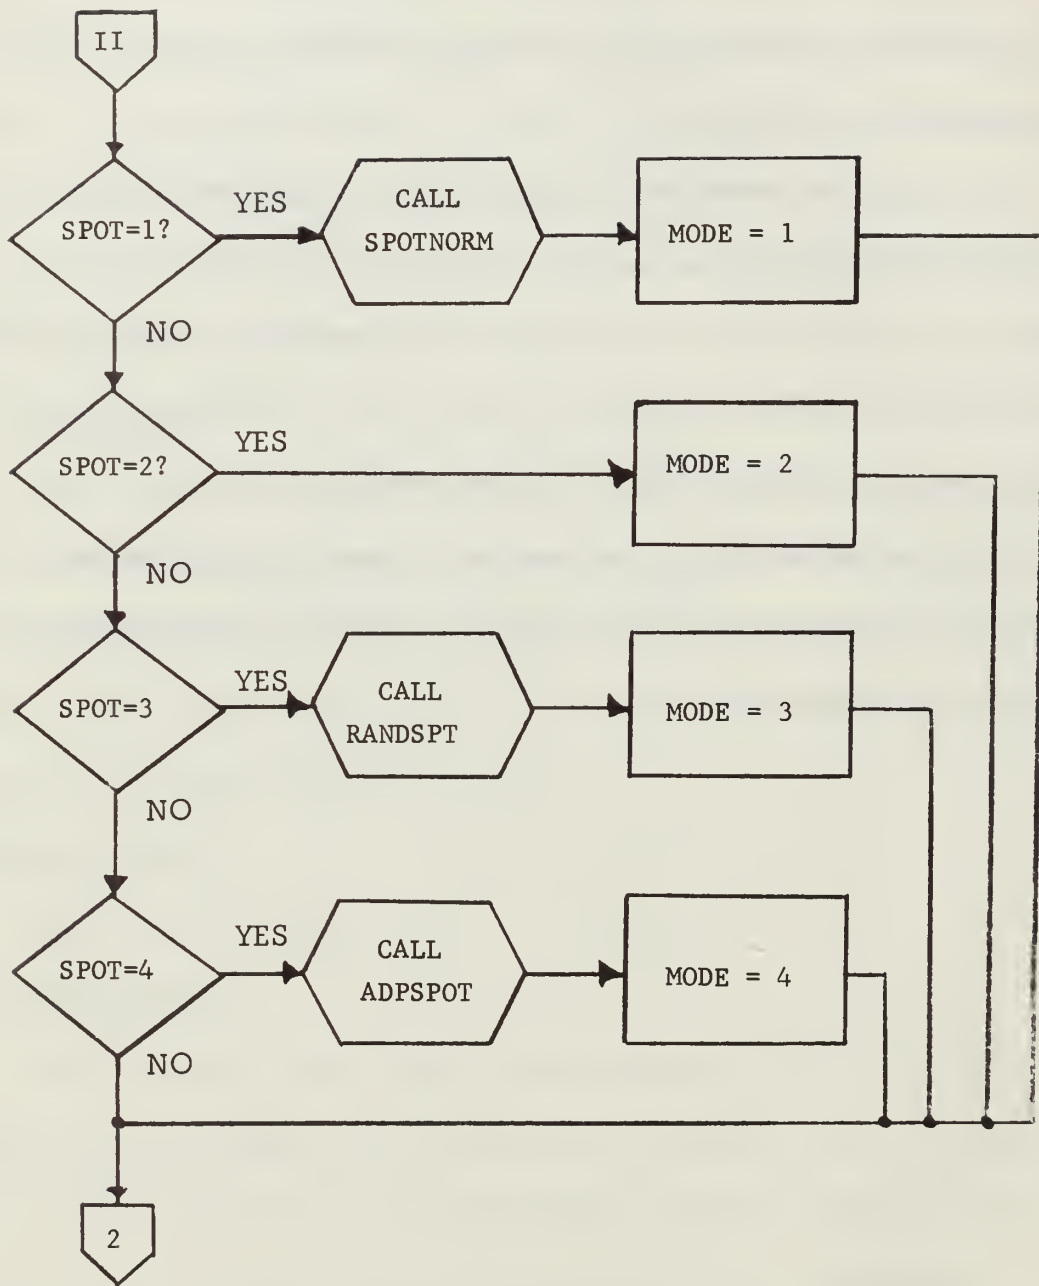 II
SPOT=1?
YES
CALL
SPOTNORM
MODE = 1
NO
SPOT=2?
YES
MODE = 2
NO
SPOT=3
YES
CALL
RANDSPT
MODE = 3
NO
SPOT=4
YES
CALL
ADPSPOT
MODE = 4
NO
2